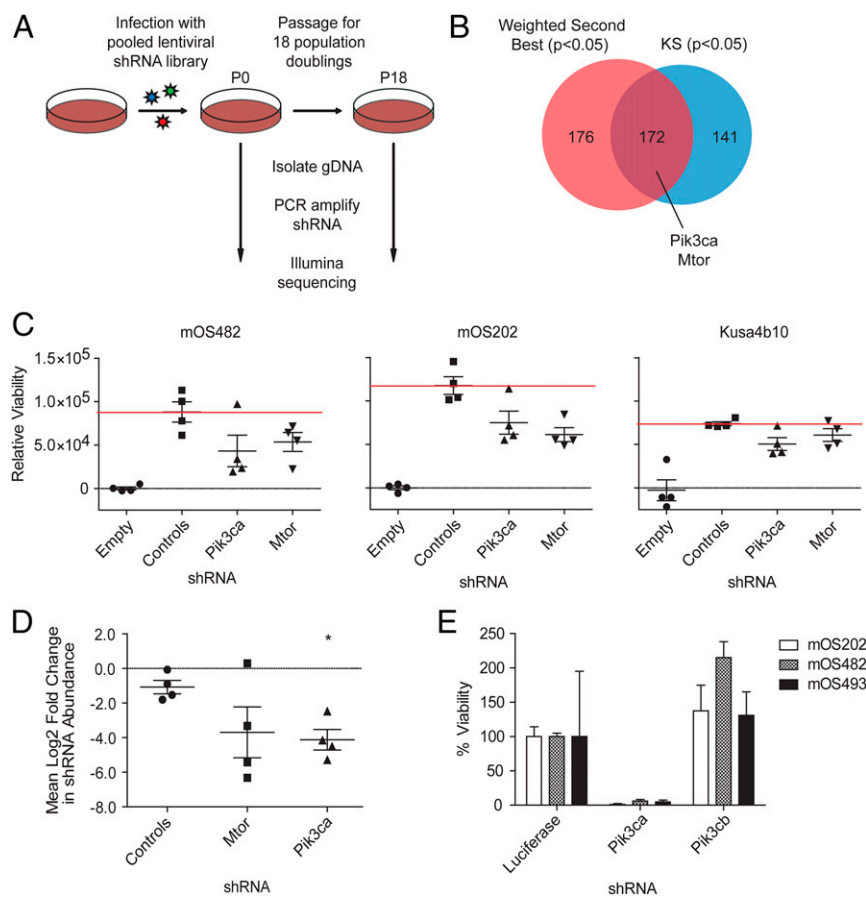 A
Infection with
pooled lentiviral
shRNA library
Passage for
18 population
doublings
P0
P18
Isolate gDNA
PCR amplify
shRNA
Illumina
sequencing
B
Weighted Second
Best (p<0.05)
KS (p<0.05)
176
172
141
Pik3ca
Mtor
C
mOS482
mOS202
Kusa4b10
Relative Viability
1.5×10⁵
1.0×10⁵
5.0×10⁴
0
Empty
Controls
Pik3ca
Mtor
shRNA
Empty
Controls
Pik3ca
Mtor
shRNA
Empty
Controls
Pik3ca
Mtor
shRNA
D
Mean Log2 Fold Change
in shRNA Abundance
2.0
0.0
-2.0
-4.0
-6.0
-8.0
*
Controls
Mtor
Pik3ca
shRNA
E
% Viability
250
200
150
100
50
0
mOS202
mOS482
mOS493
Luciferase
Pik3ca
Pik3cb
shRNA